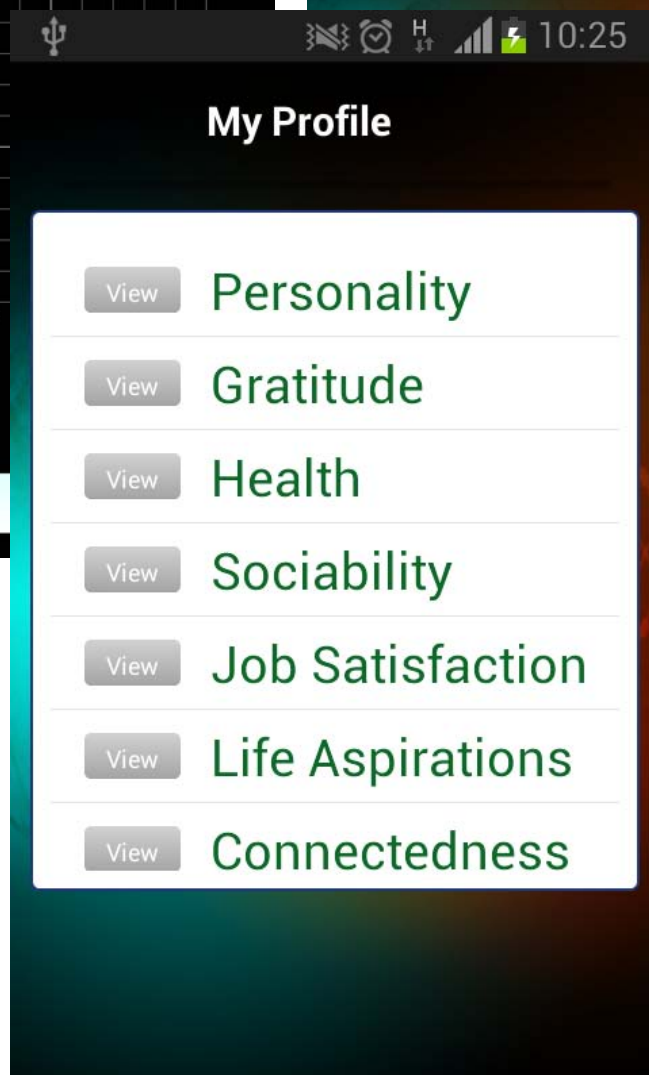 H 10:25
My Profile
View Personality
View Gratitude
View Health
View Sociability
View Job Satisfaction
View Life Aspirations
View Connectedness